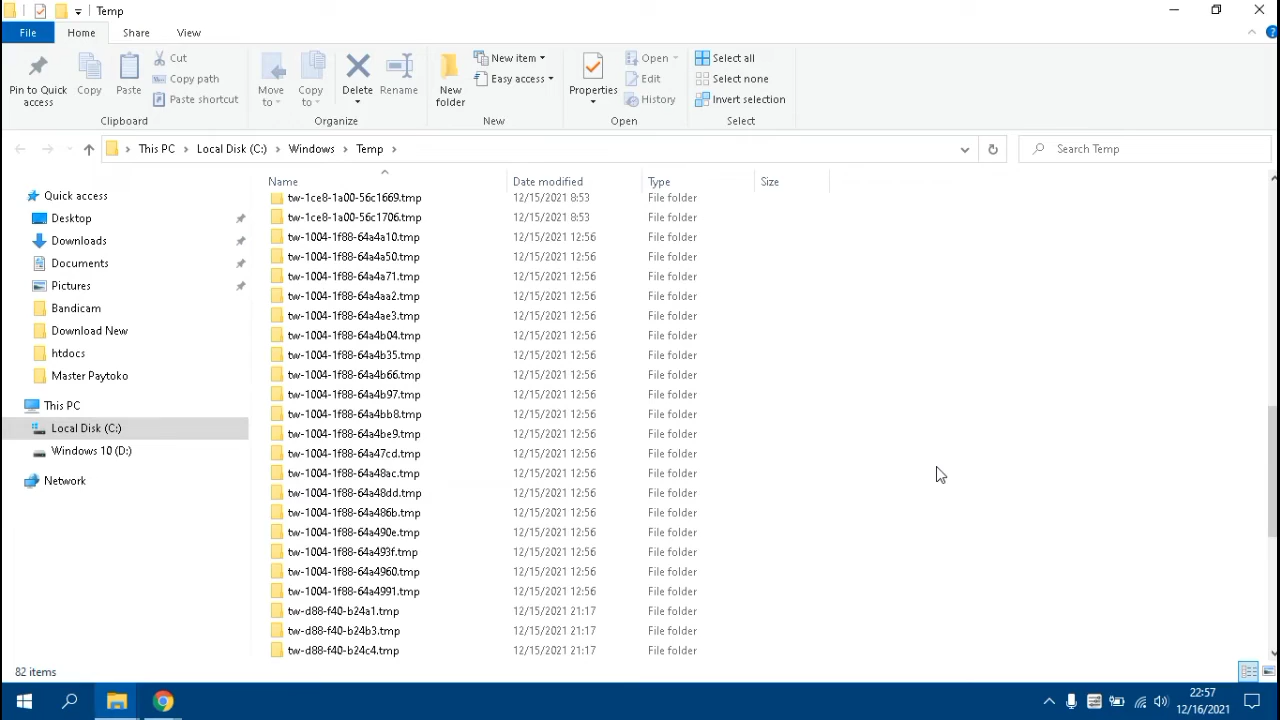 Temp
File Home Share View
Pin to Quick access
Copy
Paste
Cut
Copy path
Paste shortcut
Clipboard
Move to
Copy to
Delete
Rename
Organize
New folder
New item
Easy access
New
Properties
Open
Edit
History
Open
Select all
Select none
Invert selection
Select
This PC Local Disk (C:) Windows Temp
Search Temp
Quick access
Desktop
Downloads
Documents
Pictures
Bandicam
Download New
htdocs
Master Paytoko
This PC
Local Disk (C:)
Windows 10 (D:)
Network
Name Date modified Type Size
tw-1ce8-1a00-56c1669.tmp 12/15/2021 8:53 File folder
tw-1ce8-1a00-56c1706.tmp 12/15/2021 8:53 File folder
tw-1004-1f88-64a4a10.tmp 12/15/2021 12:56 File folder
tw-1004-1f88-64a4a50.tmp 12/15/2021 12:56 File folder
tw-1004-1f88-64a4a71.tmp 12/15/2021 12:56 File folder
tw-1004-1f88-64a4aa2.tmp 12/15/2021 12:56 File folder
tw-1004-1f88-64a4ae3.tmp 12/15/2021 12:56 File folder
tw-1004-1f88-64a4b04.tmp 12/15/2021 12:56 File folder
tw-1004-1f88-64a4b35.tmp 12/15/2021 12:56 File folder
tw-1004-1f88-64a4b66.tmp 12/15/2021 12:56 File folder
tw-1004-1f88-64a4b97.tmp 12/15/2021 12:56 File folder
tw-1004-1f88-64a4bb8.tmp 12/15/2021 12:56 File folder
tw-1004-1f88-64a4be9.tmp 12/15/2021 12:56 File folder
tw-1004-1f88-64a47cd.tmp 12/15/2021 12:56 File folder
tw-1004-1f88-64a48ac.tmp 12/15/2021 12:56 File folder
tw-1004-1f88-64a48dd.tmp 12/15/2021 12:56 File folder
tw-1004-1f88-64a486b.tmp 12/15/2021 12:56 File folder
tw-1004-1f88-64a490e.tmp 12/15/2021 12:56 File folder
tw-1004-1f88-64a493f.tmp 12/15/2021 12:56 File folder
tw-1004-1f88-64a4960.tmp 12/15/2021 12:56 File folder
tw-1004-1f88-64a4991.tmp 12/15/2021 12:56 File folder
tw-d88-f40-b24a1.tmp 12/15/2021 21:17 File folder
tw-d88-f40-b24b3.tmp 12/15/2021 21:17 File folder
tw-d88-f40-b24c4.tmp 12/15/2021 21:17 File folder
82 items
22:57
12/16/2021